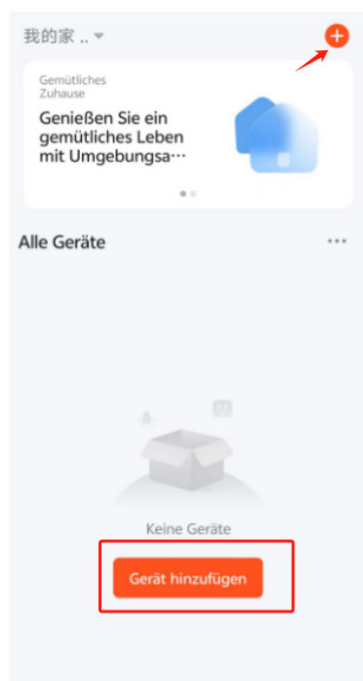 我的家 ..
Gemütliches
Zuhause
Genießen Sie ein
gemütliches Leben
mit Umgebungsa···
Alle Geräte
Keine Geräte
Gerät hinzufügen